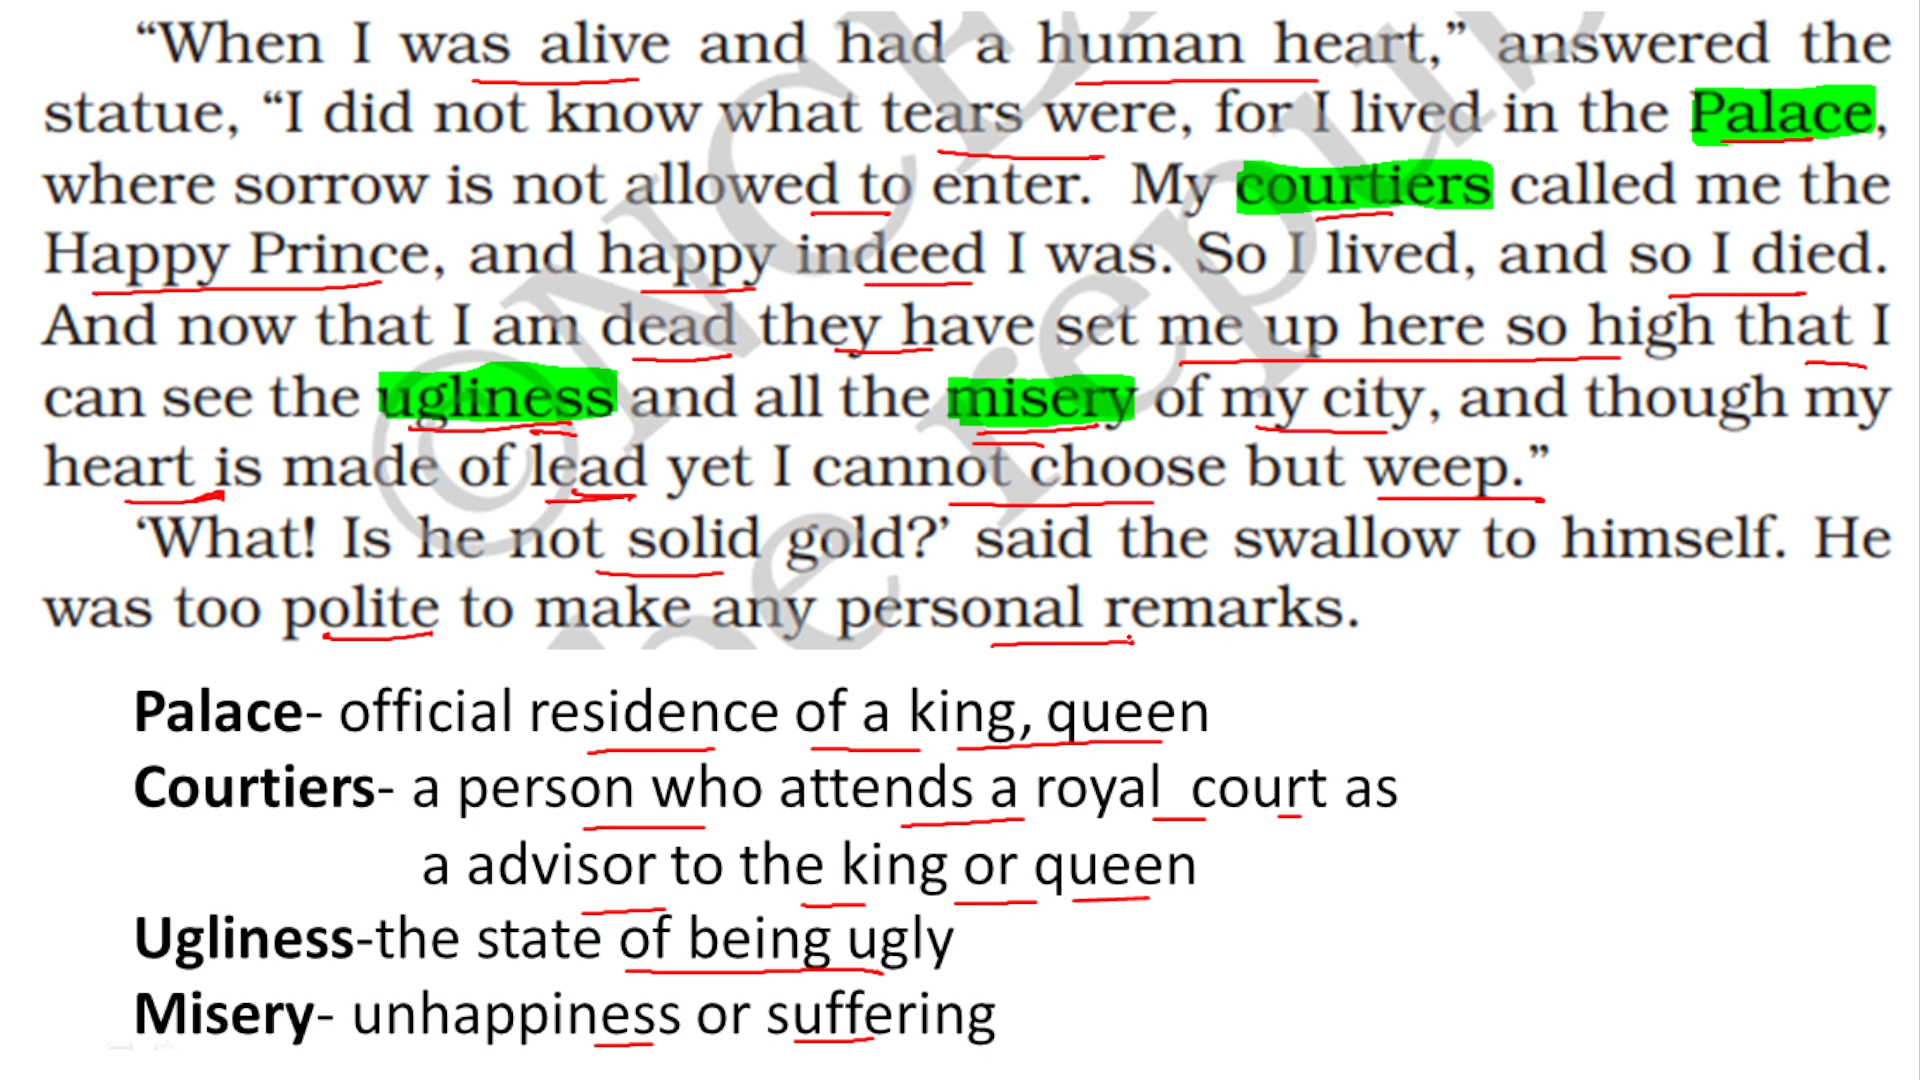 “When I was alive and had a human heart,” answered the
statue, “I did not know what tears were, for I lived in the Palace,
where sorrow is not allowed to enter. My courtiers called me the
Happy Prince, and happy indeed I was. So I lived, and so I died.
And now that I am dead they have set me up here so high that I
can see the ugliness and all the misery of my city, and though my
heart is made of lead yet I cannot choose but weep.”
‘What! Is he not solid gold?’ said the swallow to himself. He
was too polite to make any personal remarks.
Palace- official residence of a king, queen
Courtiers- a person who attends a royal court as
a advisor to the king or queen
Ugliness-the state of being ugly
Misery- unhappiness or suffering